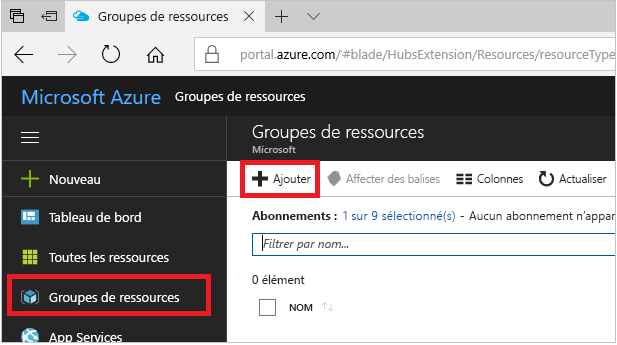 Groupes de ressources
portal.azure.com/#blade/HubsExtension/Resources/resourceType
Microsoft Azure Groupes de ressources
Groupes de ressources
Microsoft
Ajouter Affecter des balises Colonnes Actualiser
Nouveau
Abonnements : 1 sur 9 sélectionné(s) - Aucun abonnement n'appar
Tableau de bord
Filtrer par nom...
Toutes les ressources
0 élément
Groupes de ressources
NOM
App Services